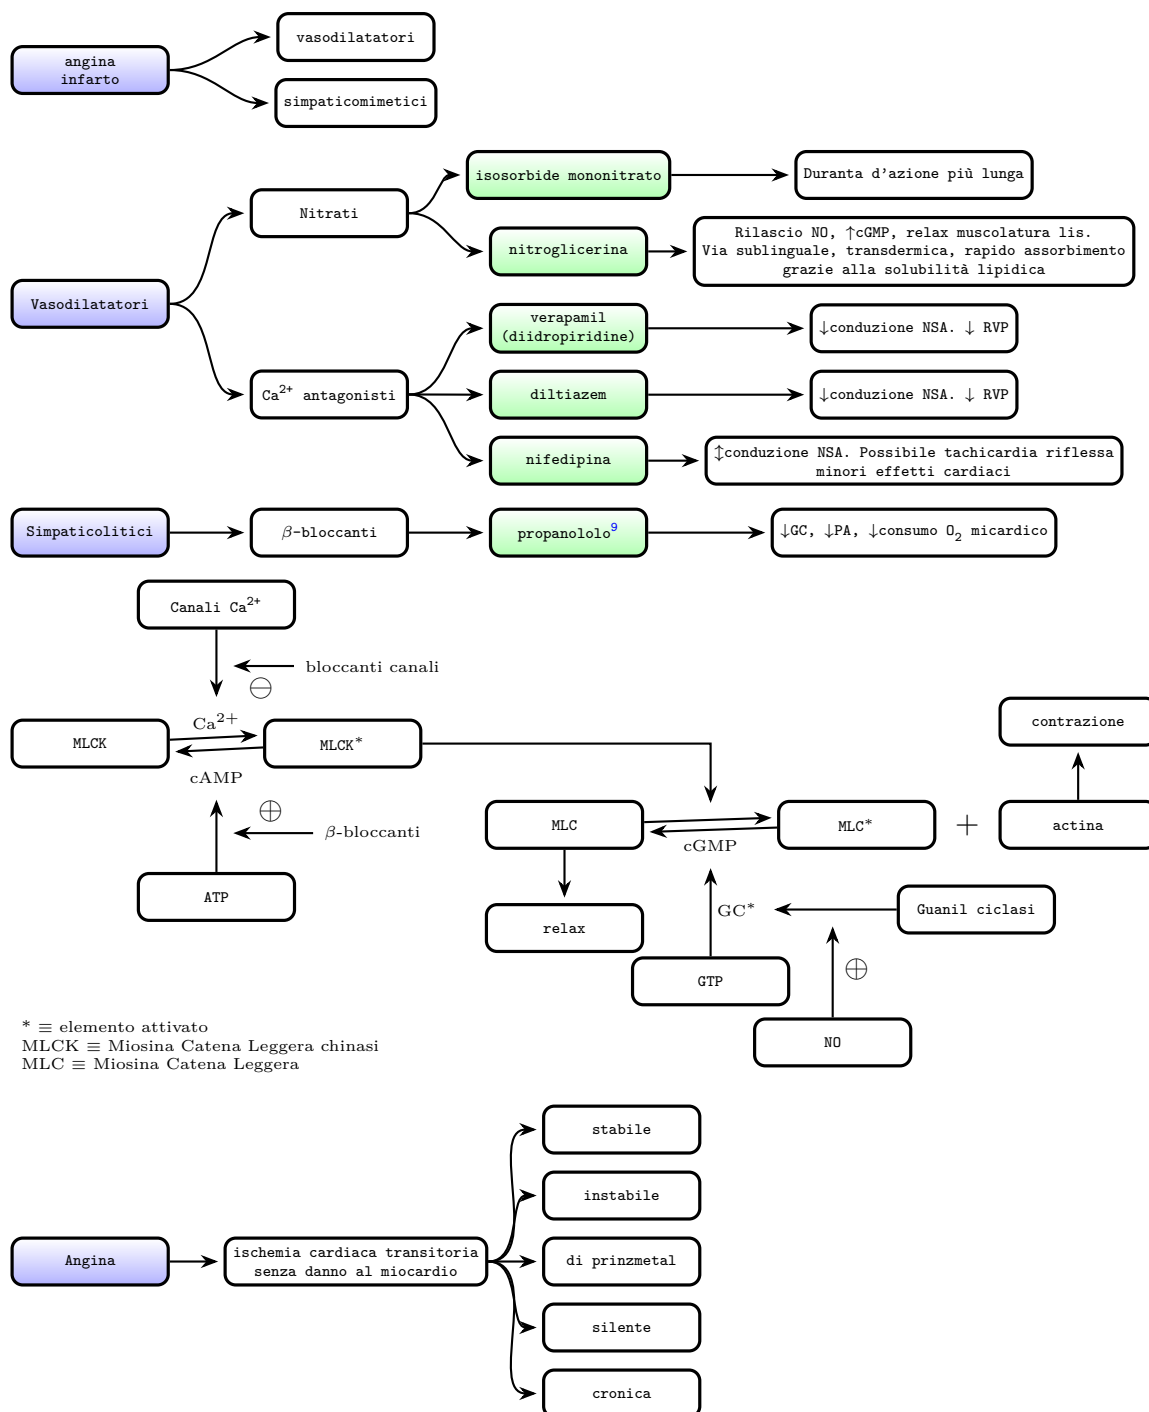 angina
infarto
vasodilatatori
simpaticomimetici
Vasodilatatori
Nitrati
isosorbide mononitrato
Duranta d'azione più lunga
nitroglicerina
Rilascio NO, ↑cGMP, relax muscolatura lis.
Via sublinguale, transdermica, rapido assorbimento
grazie alla solubilità lipidica
Ca2+ antagonisti
verapamil
(diidropiridine)
↓conduzione NSA. ↓ RVP
diltiazem
↓conduzione NSA. ↓ RVP
nifedipina
↕conduzione NSA. Possibile tachicardia riflessa
minori effetti cardiaci
Simpaticolitici
β-bloccanti
propanololo9
↓GC, ↓PA, ↓consumo O2 micardico
Canali Ca2+
bloccanti canali
⊖
MLCK
Ca2+
MLCK*
cAMP
⊕
β-bloccanti
ATP
contrazione
MLC
MLC*
+
actina
cGMP
relax
GC*
Guanil ciclasi
GTP
⊕
NO
* ≡ elemento attivato
MLCK ≡ Miosina Catena Leggera chinasi
MLC ≡ Miosina Catena Leggera
Angina
ischemia cardiaca transitoria
senza danno al miocardio
stabile
instabile
di prinzmetal
silente
cronica